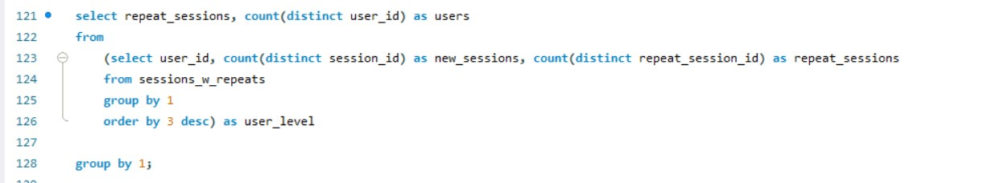 121 select repeat_sessions, count(distinct user_id) as users
122 from
123 (select user_id, count(distinct session_id) as new_sessions, count(distinct repeat_session_id) as repeat_sessions
124 from sessions_w_repeats
125 group by 1
126 order by 3 desc) as user_level
127
128 group by 1;